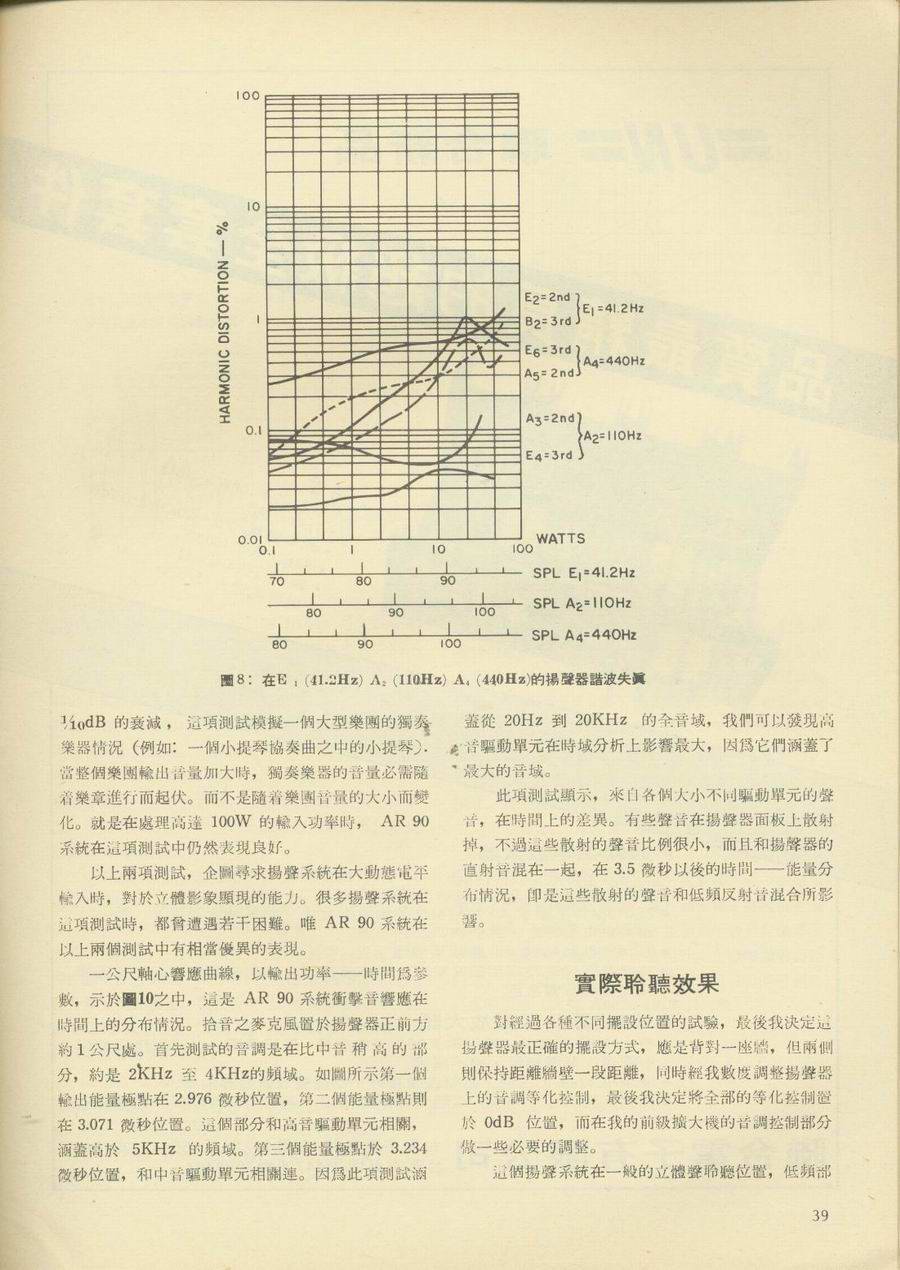 100
10
1
0.1
0.01
HARMONIC DISTORTION — %
E2=2nd
B2=3rd
E1=41.2Hz
E6=3rd
A5=2nd
A4=440Hz
A3=2nd
E4=3rd
A2=110Hz
0.1 1 10 100 WATTS
70 80 90 SPL E1=41.2Hz
80 90 100 SPL A2=110Hz
80 90 100 SPL A4=440Hz
圖8：在E1 (41.2Hz) A2 (110Hz) A4 (440Hz)的揚聲器諧波失眞
1/10dB 的衰減，這項測試模擬一個大型樂團的獨奏
樂器情況（例如：一個小提琴協奏曲之中的小提琴）.
當整個樂團輸出音量加大時，獨奏樂器的音量必需隨
着樂章進行而起伏。而不是隨着樂團音量的大小而變
化。就是在處理高達 100W 的輸入功率時， AR 90
系統在這項測試中仍然表現良好。
以上兩項測試，企圖尋求揚聲系統在大動態電平
輸入時，對於立體影象顯現的能力。很多揚聲系統在
這項測試時，都曾遭遇若干困難。唯 AR 90 系統在
以上兩個測試中有相當優異的表現。
一公尺軸心響應曲線，以輸出功率——時間爲參
數，示於圖10之中，這是 AR 90 系統衝擊音響應在
時間上的分布情況。拾音之麥克風置於揚聲器正前方
約1公尺處。首先測試的音調是在比中音稍高的部
分，約是 2KHz 至 4KHz的頻域。如圖所示第一個
輸出能量極點在 2.976 微秒位置，第二個能量極點則
在 3.071 微秒位置。這個部分和高音驅動單元相關，
涵蓋高於 5KHz 的頻域。第三個能量極點於 3.234
微秒位置，和中音驅動單元相關連。因爲此項測試涵
蓋從 20Hz 到 20KHz 的全音域，我們可以發現高
音驅動單元在時域分析上影響最大，因爲它們涵蓋了
最大的音域。
此項測試顯示，來自各個大小不同驅動單元的聲
音，在時間上的差異。有些聲音在揚聲器面板上散射
掉，不過這些散射的聲音比例很小，而且和揚聲器的
直射音混在一起，在 3.5 微秒以後的時間——能量分
布情況，卽是這些散射的聲音和低頻反射音混合所影
響。
實際聆聽效果
對經過各種不同擺設位置的試驗，最後我決定這
揚聲器最正確的擺設方式，應是背對一座牆，但兩側
則保持距離牆壁一段距離，同時經我數度調整揚聲器
上的音調等化控制，最後我決定將全部的等化控制置
於 0dB 位置，而在我的前級擴大機的音調控制部分
做一些必要的調整。
這個揚聲系統在一般的立體聲聆聽位置，低頻部
39